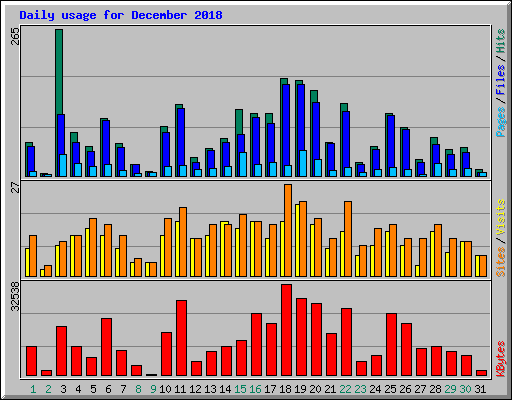 Daily usage for December 2018
265
Pages / Files / Hits
27
Sites / Visits
32538
KBytes
1 2 3 4 5 6 7 8 9 10 11 12 13 14 15 16 17 18 19 20 21 22 23 24 25 26 27 28 29 30 31